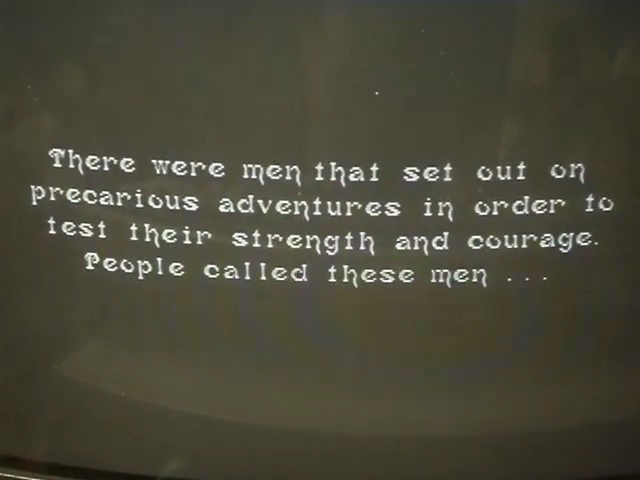 There were men that set out on
precarious adventures in order to
test their strength and courage.
People called these men ...